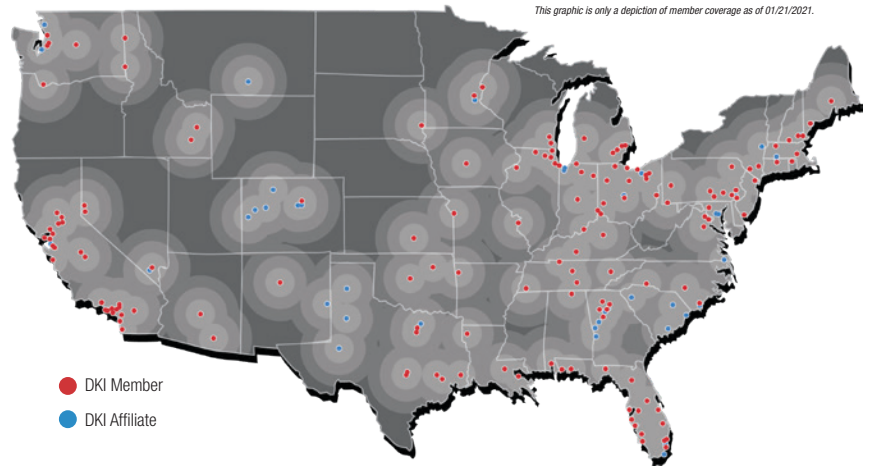 This graphic is only a depiction of member coverage as of 01/21/2021.
DKI Member
DKI Affiliate